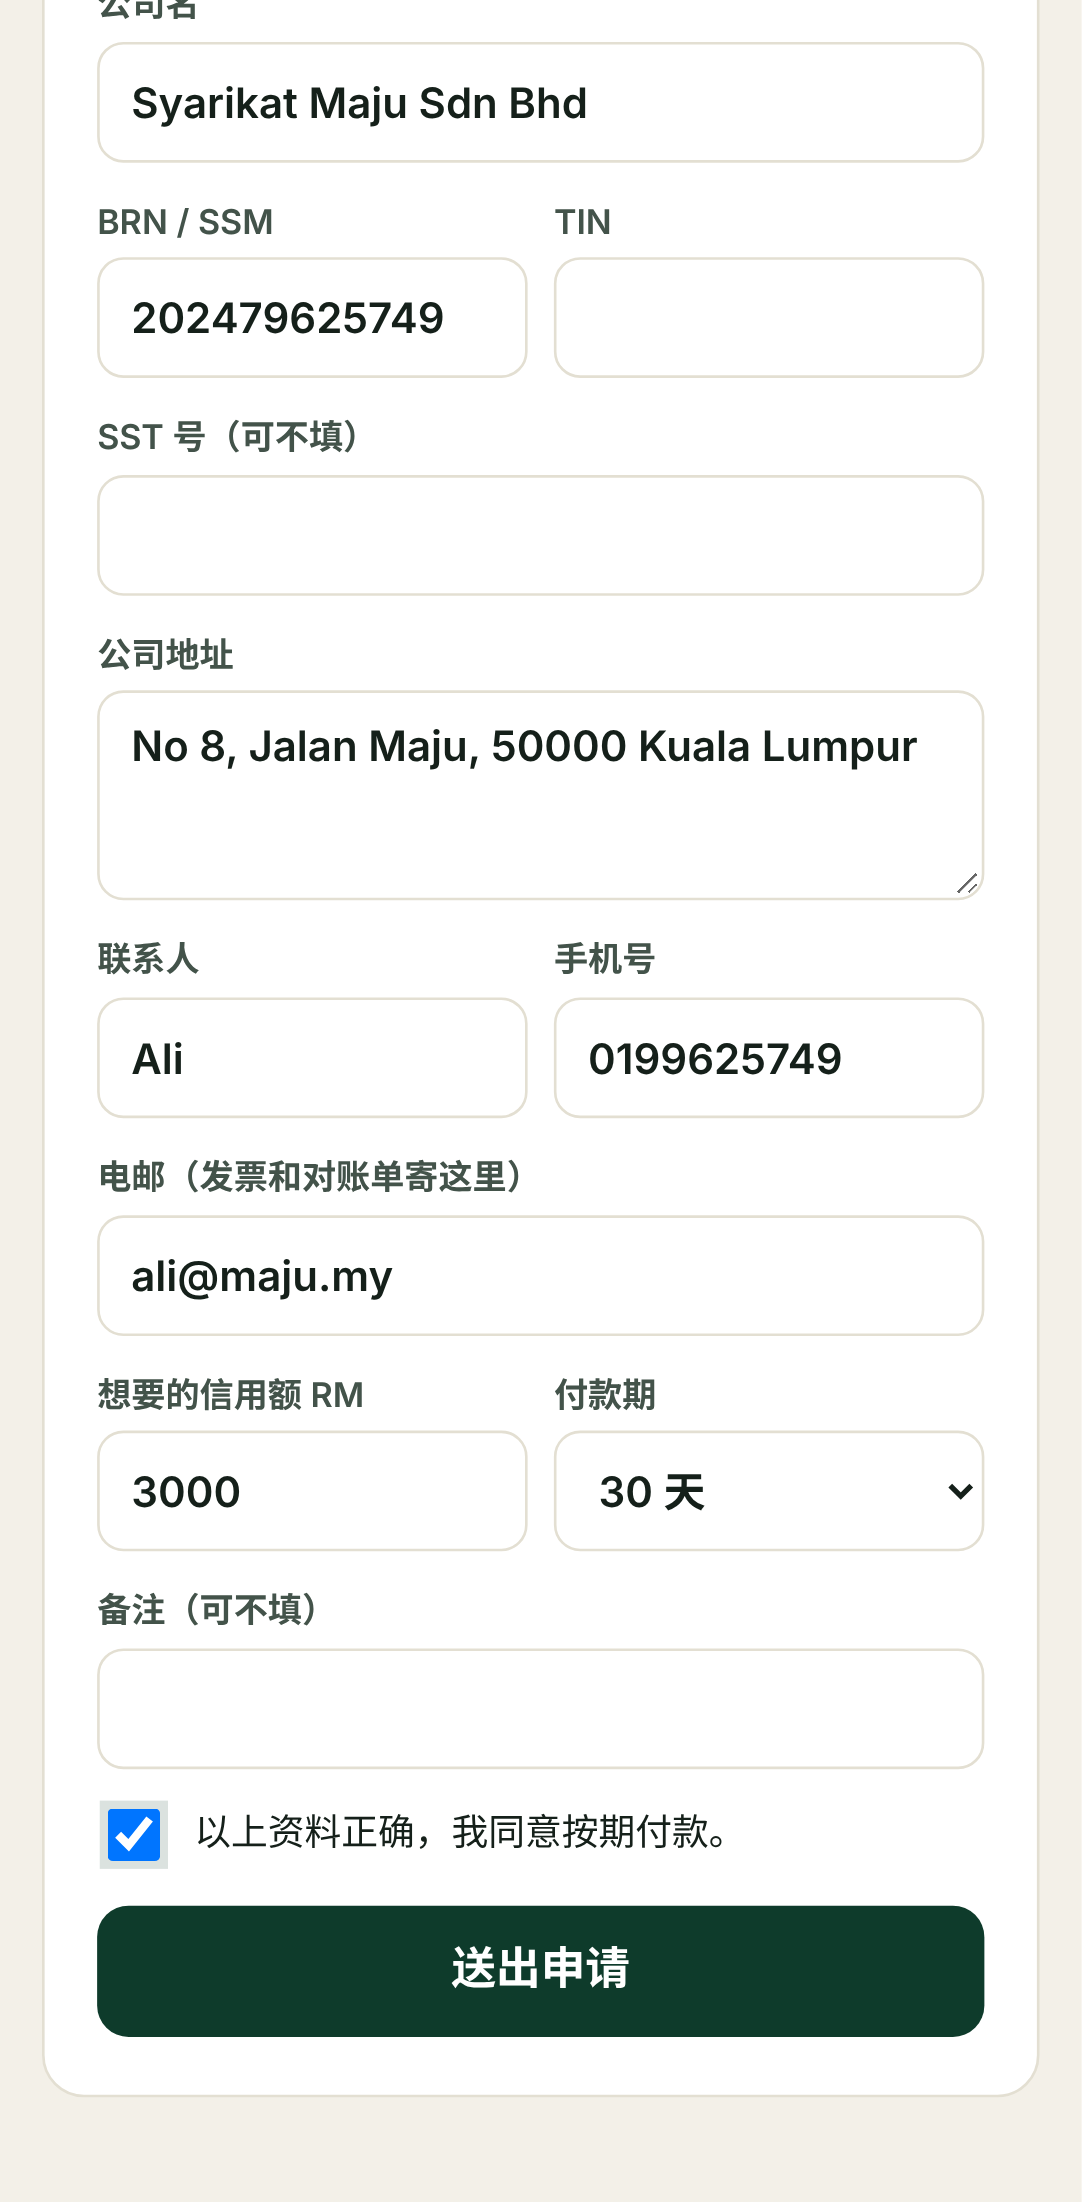 公司名
Syarikat Maju Sdn Bhd
BRN / SSM
TIN
202479625749
SST 号（可不填）
公司地址
No 8, Jalan Maju, 50000 Kuala Lumpur
联系人
手机号
Ali
0199625749
电邮（发票和对账单寄这里）
ali@maju.my
想要的信用额 RM
付款期
3000
30 天
备注（可不填）
以上资料正确，我同意按期付款。
送出申请